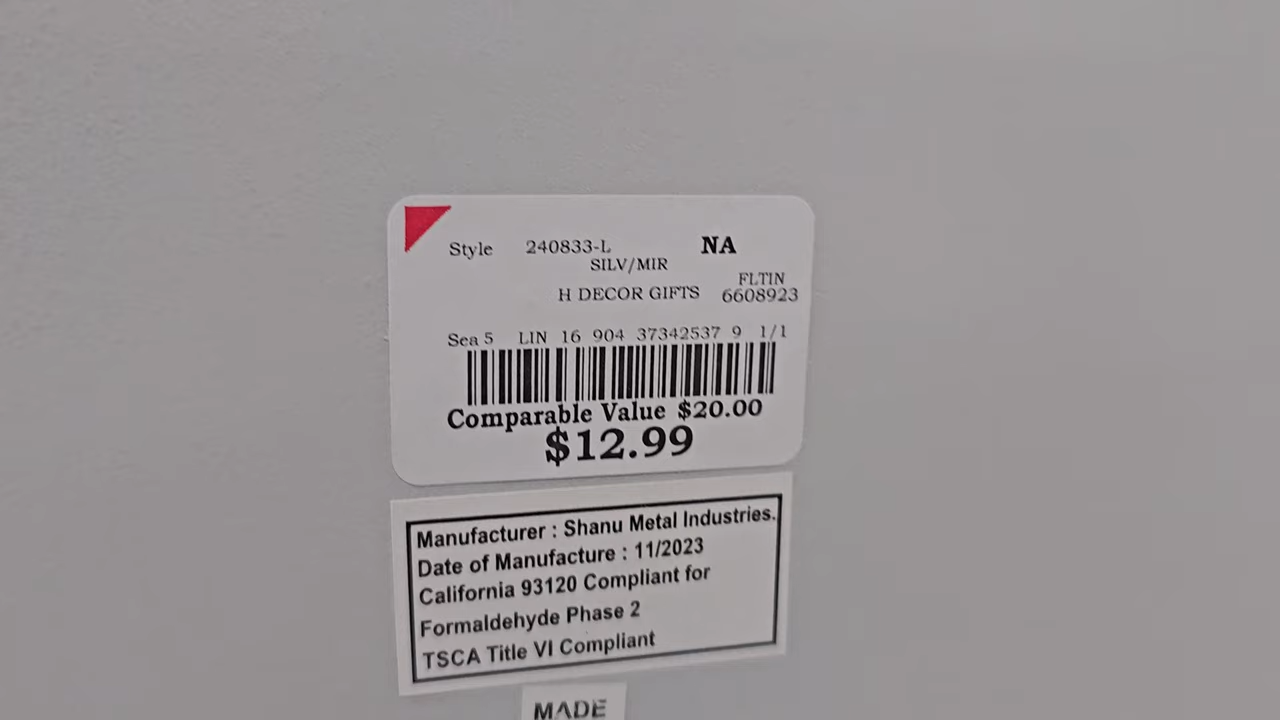 Style 240833-L NA
SILV/MIR
FLTIN
H DECOR GIFTS 6608923
Sea 5 LIN 16 904 37342537 9 1/1
Comparable Value $20.00
$12.99
Manufacturer : Shanu Metal Industries.
Date of Manufacture : 11/2023
California 93120 Compliant for
Formaldehyde Phase 2
TSCA Title VI Compliant
MADE